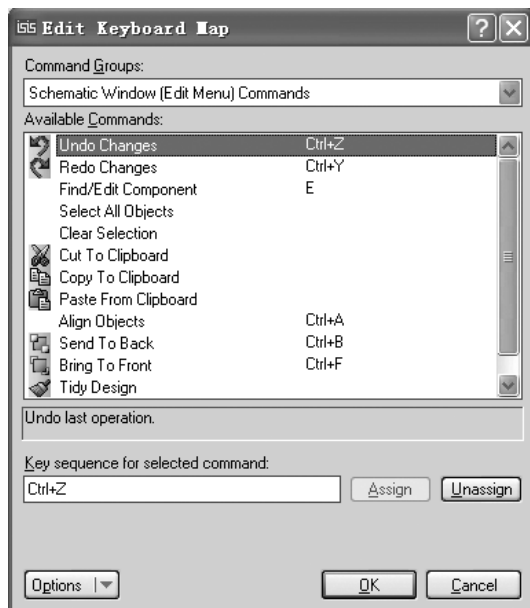 isis Edit Keyboard Map
Command Groups:
Schematic Window (Edit Menu) Commands
Available Commands:
Undo Changes Ctrl+Z
Redo Changes Ctrl+Y
Find/Edit Component E
Select All Objects
Clear Selection
Cut To Clipboard
Copy To Clipboard
Paste From Clipboard
Align Objects Ctrl+A
Send To Back Ctrl+B
Bring To Front Ctrl+F
Tidy Design
Undo last operation.
Key sequence for selected command:
Ctrl+Z Assign Unassign
Options OK Cancel